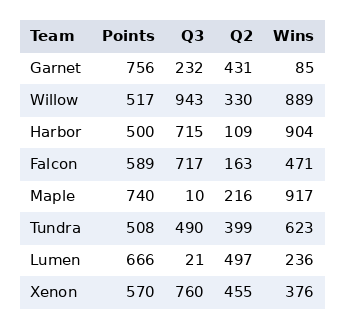 Team Points Q3 Q2 Wins
Garnet 756 232 431 85
Willow 517 943 330 889
Harbor 500 715 109 904
Falcon 589 717 163 471
Maple 740 10 216 917
Tundra 508 490 399 623
Lumen 666 21 497 236
Xenon 570 760 455 376